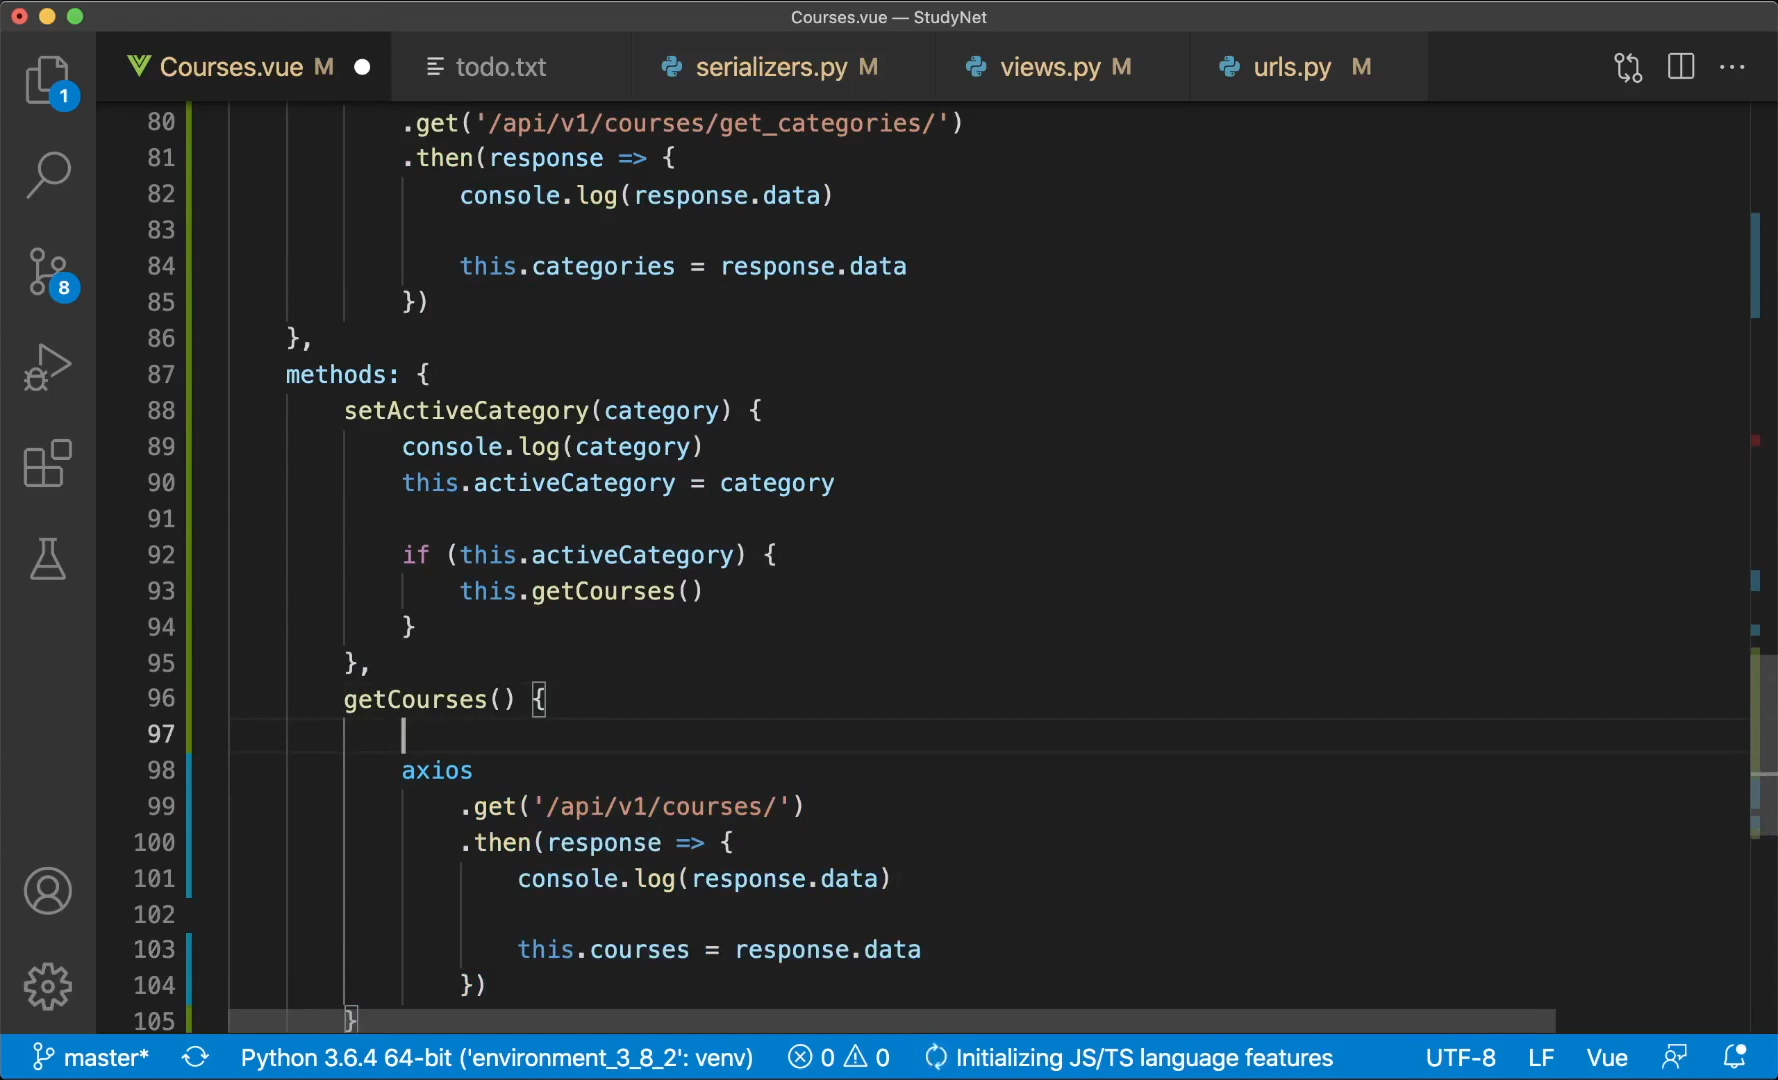 Courses.vue — StudyNet
Courses.vue M
todo.txt
serializers.py M
views.py M
urls.py M
1
8
80 .get('/api/v1/courses/get_categories/')
81 .then(response => {
82 console.log(response.data)
83
84 this.categories = response.data
85 })
86 },
87 methods: {
88 setActiveCategory(category) {
89 console.log(category)
90 this.activeCategory = category
91
92 if (this.activeCategory) {
93 this.getCourses()
94 }
95 },
96 getCourses() {
97
98 axios
99 .get('/api/v1/courses/')
100 .then(response => {
101 console.log(response.data)
102
103 this.courses = response.data
104 })
105 }
master* Python 3.6.4 64-bit ('environment_3_8_2': venv) 0 0 Initializing JS/TS language features UTF-8 LF Vue